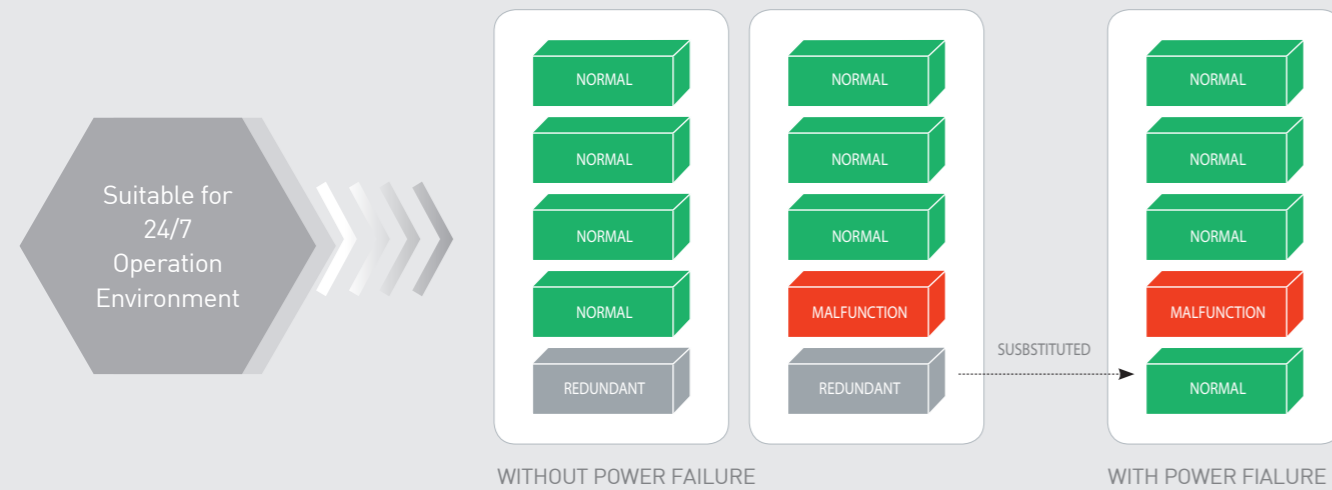 Suitable for
24/7
Operation
Environment
NORMAL
NORMAL
NORMAL
NORMAL
REDUNDANT
NORMAL
NORMAL
NORMAL
MALFUNCTION
REDUNDANT
SUSBSTITUTED
NORMAL
NORMAL
NORMAL
MALFUNCTION
NORMAL
WITHOUT POWER FAILURE
WITH POWER FIALURE